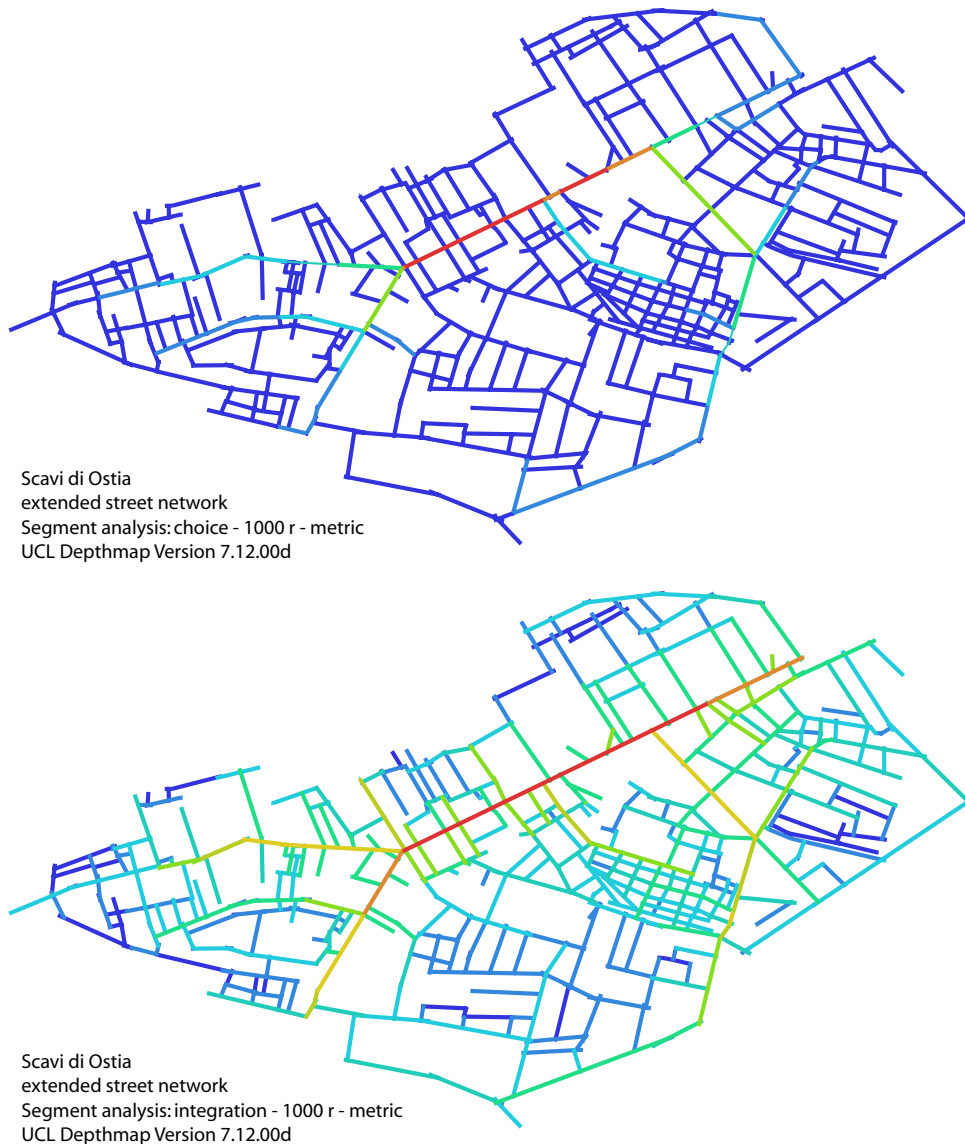 Scavi di Ostia
extended street network
Segment analysis: choice - 1000 r - metric
UCL Depthmap Version 7.12.00d
Scavi di Ostia
extended street network
Segment analysis: integration - 1000 r - metric
UCL Depthmap Version 7.12.00d